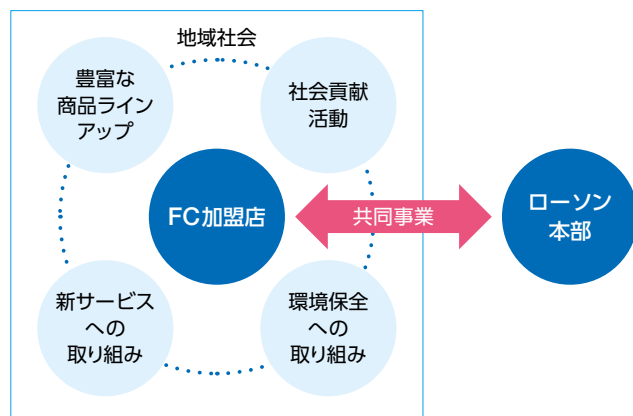 地域社会
豊富な
商品ライン
アップ
社会貢献
活動
FC加盟店
共同事業
ローソン
本部
新サービス
への
取り組み
環境保全
への
取り組み